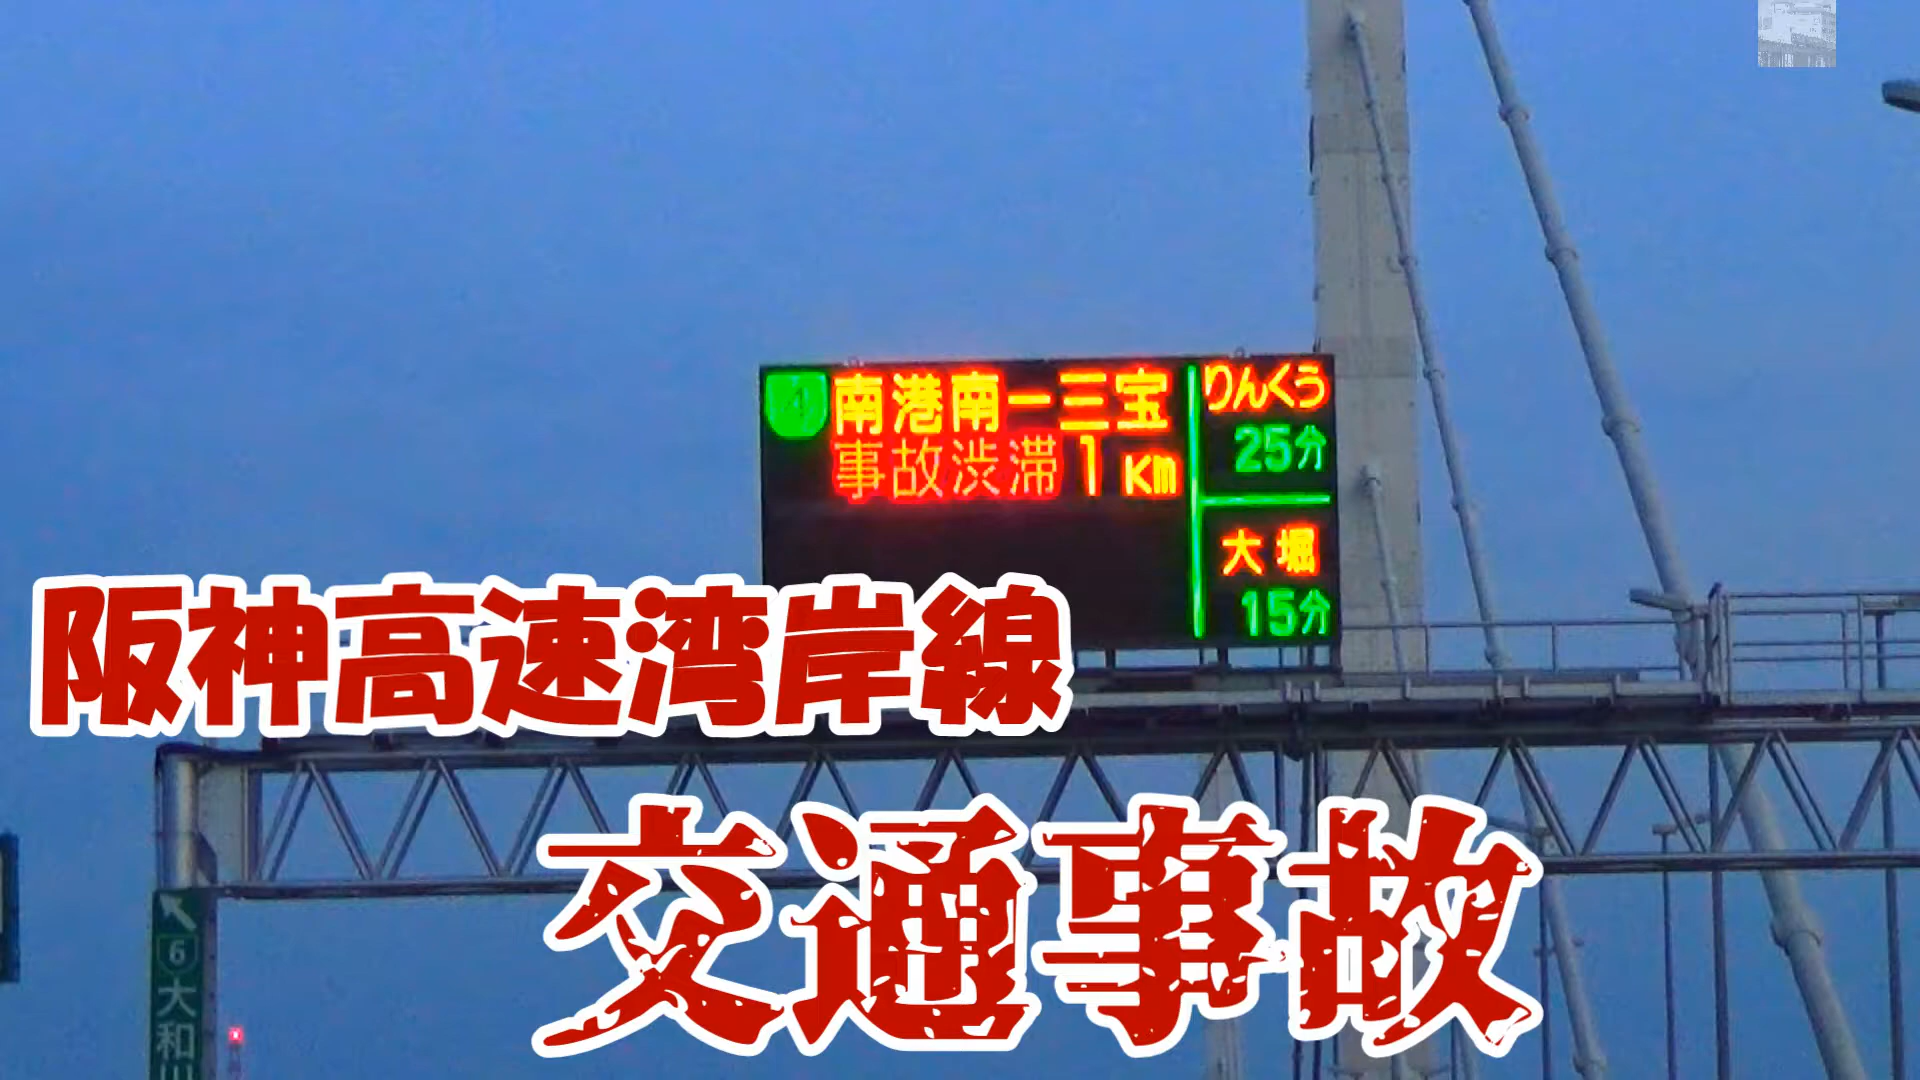 4 南港南ー三宝
事故渋滞 1 Km
りんくう
25分
大堀
15分
阪神高速湾岸線
交通事故
6
大和川